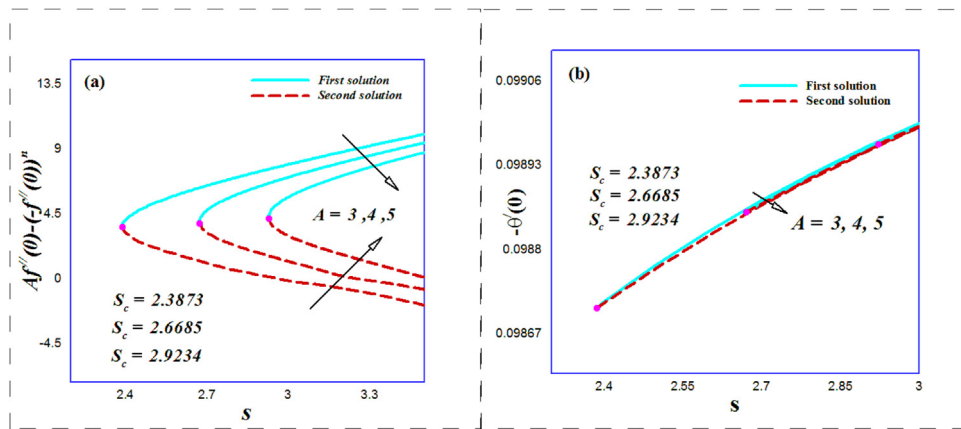 (a)
First solution
Second solution
13.5
9
4.5
0
-4.5
Af′′(0)-(-f′′(0))ⁿ
A = 3 ,4 ,5
S_c = 2.3873
S_c = 2.6685
S_c = 2.9234
2.4
2.7
3
3.3
S
(b)
First solution
Second solution
0.09906
0.09893
0.0988
0.09867
-θ′(0)
S_c = 2.3873
S_c = 2.6685
S_c = 2.9234
A = 3, 4, 5
2.4
2.55
2.7
2.85
3
S